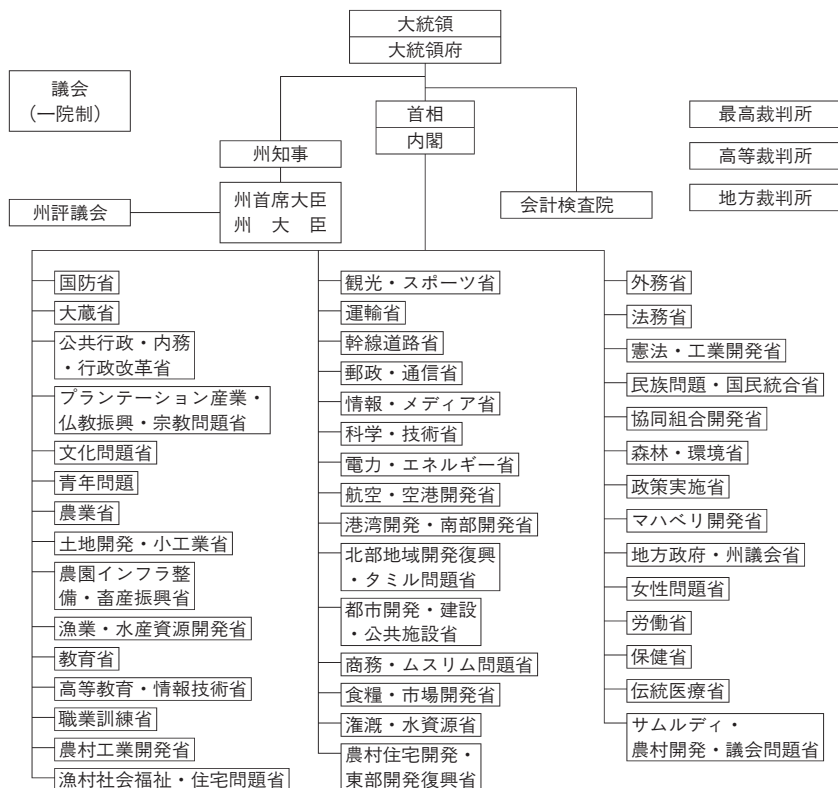 大統領
大統領府
議会
（一院制）
首相
内閣
最高裁判所
州知事
高等裁判所
州評議会
州首席大臣
州　大　臣
会計検査院
地方裁判所
国防省
大蔵省
公共行政・内務
・行政改革省
プランテーション産業・
仏教振興・宗教問題省
文化問題省
青年問題
農業省
土地開発・小工業省
農園インフラ整
備・畜産振興省
漁業・水産資源開発省
教育省
高等教育・情報技術省
職業訓練省
農村工業開発省
漁村社会福祉・住宅問題省
観光・スポーツ省
運輸省
幹線道路省
郵政・通信省
情報・メディア省
科学・技術省
電力・エネルギー省
航空・空港開発省
港湾開発・南部開発省
北部地域開発復興
・タミル問題省
都市開発・建設
・公共施設省
商務・ムスリム問題省
食糧・市場開発省
潅漑・水資源省
農村住宅開発・
東部開発復興省
外務省
法務省
憲法・工業開発省
民族問題・国民統合省
協同組合開発省
森林・環境省
政策実施省
マハベリ開発省
地方政府・州議会省
女性問題省
労働省
保健省
伝統医療省
サムルディ・
農村開発・議会問題省